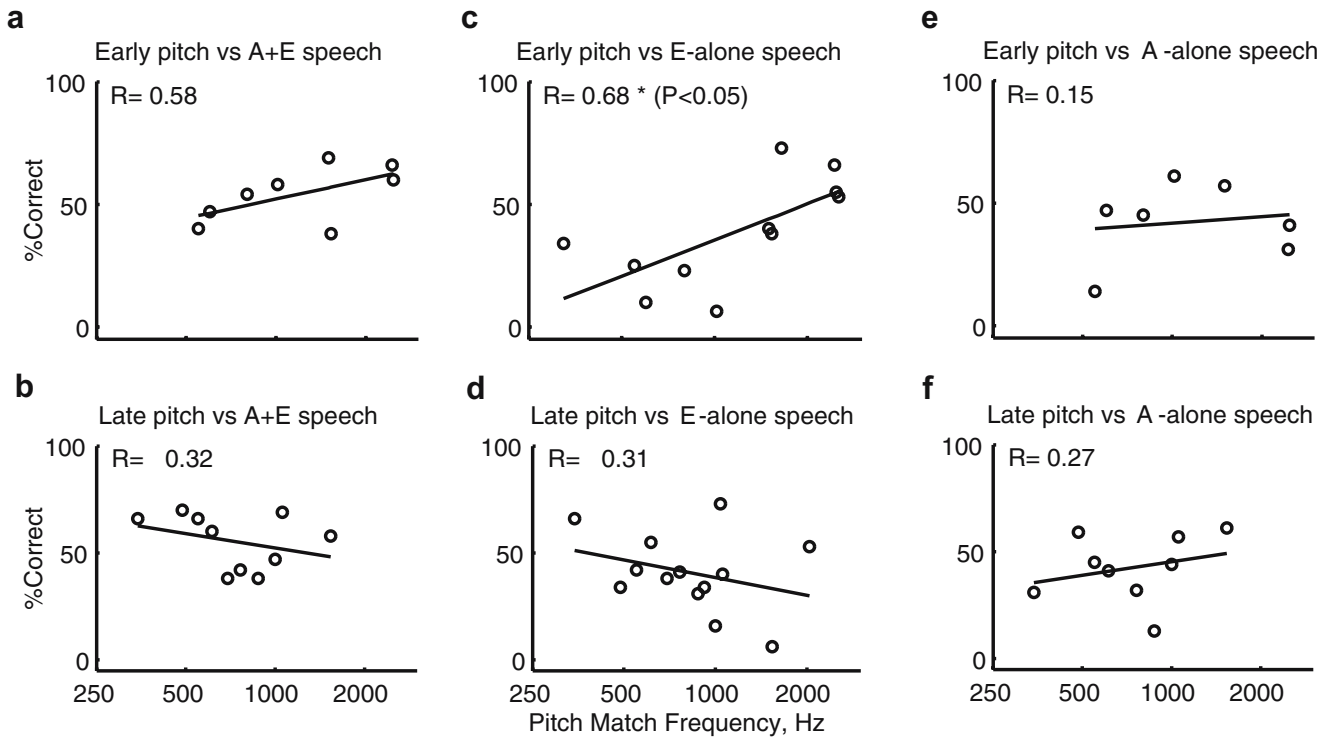 a
Early pitch vs A+E speech
R= 0.58
100
50
0
%Correct
c
Early pitch vs E-alone speech
R= 0.68 * (P<0.05)
100
50
0
e
Early pitch vs A -alone speech
R= 0.15
100
50
0
b
Late pitch vs A+E speech
R= 0.32
100
50
0
%Correct
250 500 1000 2000
d
Late pitch vs E-alone speech
R= 0.31
100
50
0
250 500 1000 2000
Pitch Match Frequency, Hz
f
Late pitch vs A -alone speech
R= 0.27
100
50
0
250 500 1000 2000